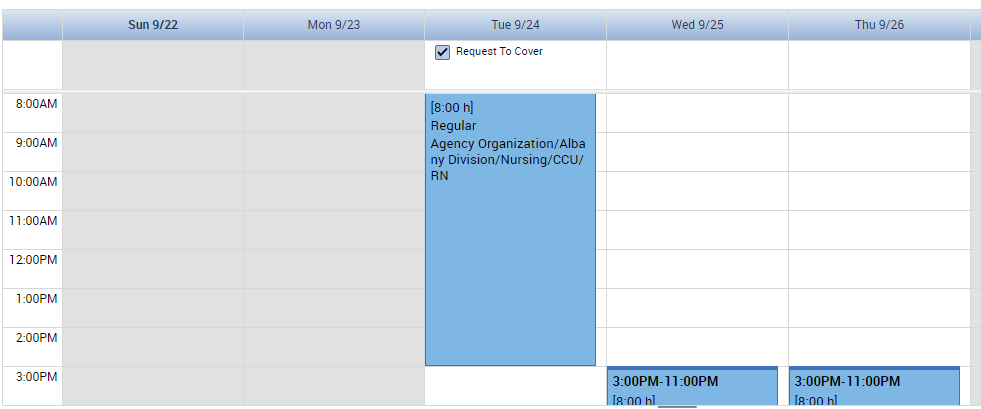 Sun 9/22
Mon 9/23
Tue 9/24
Wed 9/25
Thu 9/26
Request To Cover
8:00AM
9:00AM
10:00AM
11:00AM
12:00PM
1:00PM
2:00PM
3:00PM
[8:00 h]
Regular
Agency Organization/Alba
ny Division/Nursing/CCU/
RN
3:00PM-11:00PM
[8:00 h]
3:00PM-11:00PM
[8:00 h]